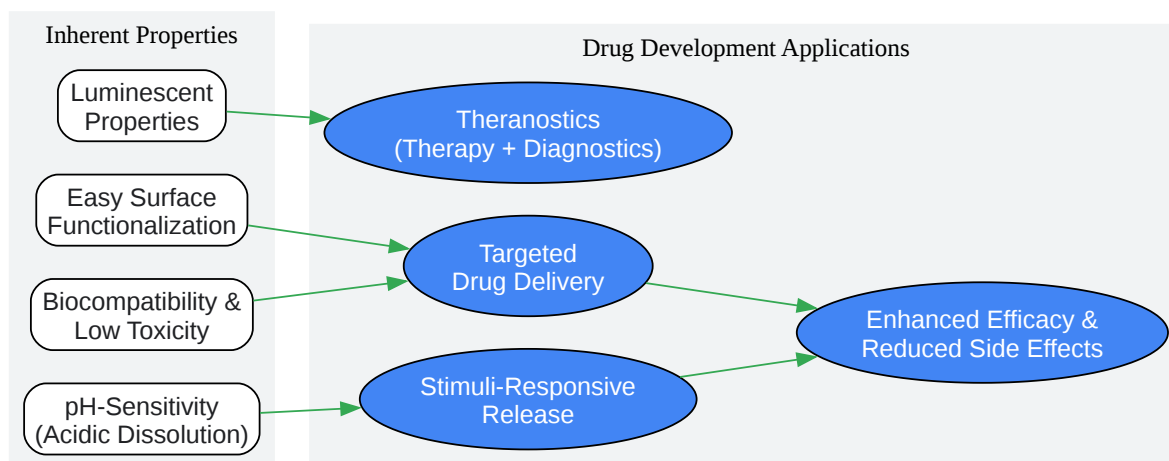 Inherent Properties
Luminescent
Properties
Easy Surface
Functionalization
Biocompatibility &
Low Toxicity
pH-Sensitivity
(Acidic Dissolution)
Drug Development Applications
Theranostics
(Therapy + Diagnostics)
Targeted
Drug Delivery
Stimuli-Responsive
Release
Enhanced Efficacy &
Reduced Side Effects